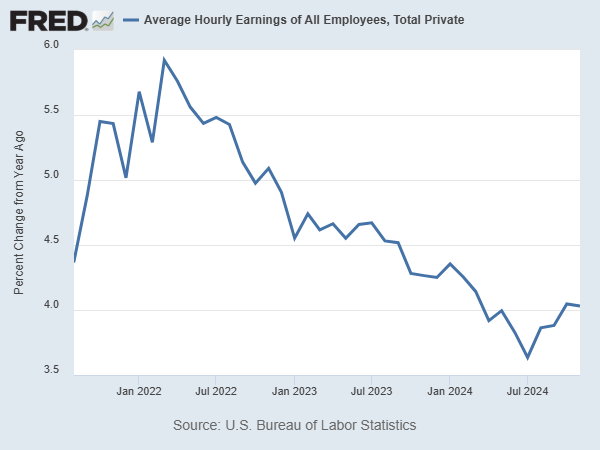 FRED
Average Hourly Earnings of All Employees, Total Private
Percent Change from Year Ago
6.0
5.5
5.0
4.5
4.0
3.5
Jan 2022 Jul 2022 Jan 2023 Jul 2023 Jan 2024 Jul 2024
Source: U.S. Bureau of Labor Statistics